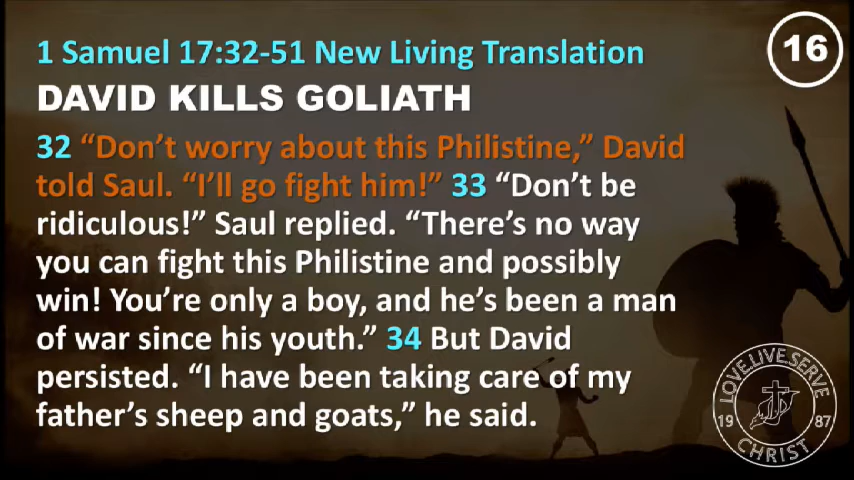 1 Samuel 17:32-51 New Living Translation
16
DAVID KILLS GOLIATH
32 “Don’t worry about this Philistine,” David
told Saul. “I’ll go fight him!” 33 “Don’t be
ridiculous!” Saul replied. “There’s no way
you can fight this Philistine and possibly
win! You’re only a boy, and he’s been a man
of war since his youth.” 34 But David
persisted. “I have been taking care of my
father’s sheep and goats,” he said.
LOVE.LIVE.SERVE
19 87
CHRIST